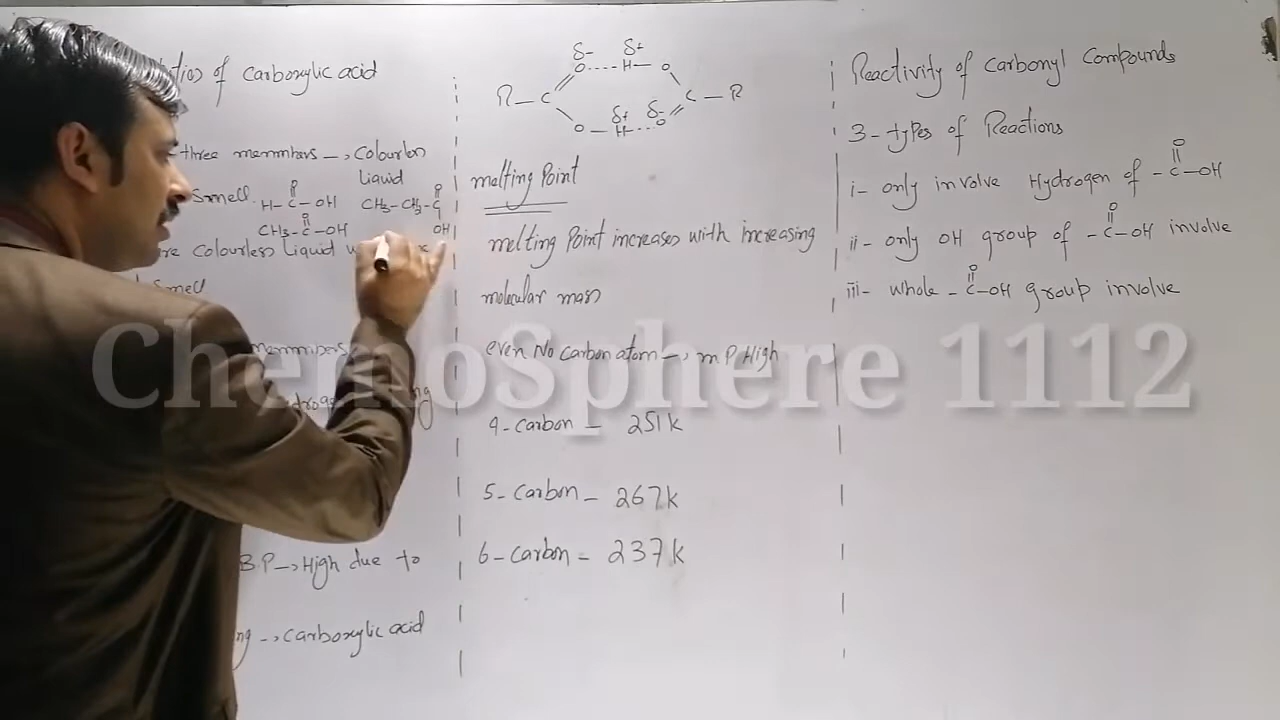 of carboxylic acid
three memmbers → Colourless
Liquid
Smell.
H-C-OH CH3-CH2-C
O O
CH3-C-OH OH
O
Colourless Liquid
Smell
memmbers
B.P → High due to
→ carboxylic acid
δ- δ+
O ---- H - O
R - C C - R
O - H --- O
δ+ δ-
melting Point
melting Point increases with increasing
molecular mass
even No Carbon atom → m P High
4-carbon - 251k
5-carbon - 267k
6-carbon - 237k
Reactivity of Carbonyl Compounds
3-types of Reactions
O
i- only involve Hydrogen of -C-OH
O
ii- only OH group of -C-OH involve
O
iii- whole -C-OH group involve
ChemoSphere 1112